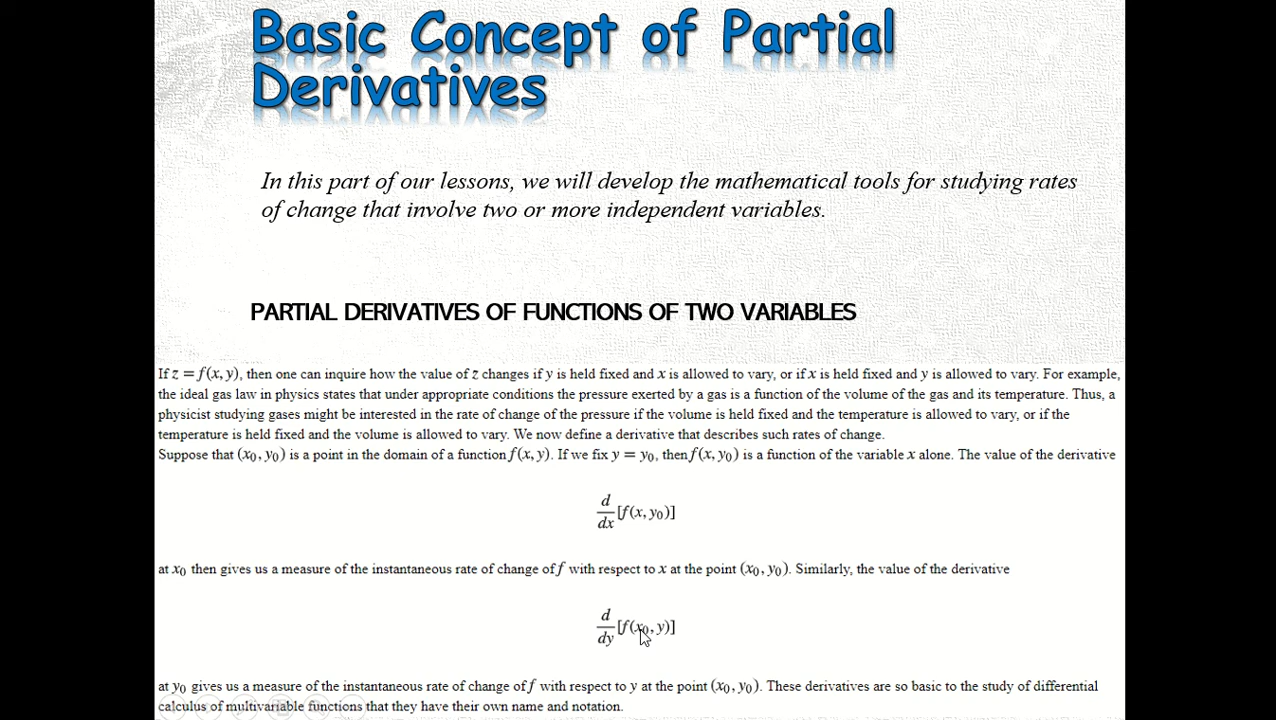 Basic Concept of Partial
Derivatives
In this part of our lessons, we will develop the mathematical tools for studying rates
of change that involve two or more independent variables.
PARTIAL DERIVATIVES OF FUNCTIONS OF TWO VARIABLES
If z = f(x, y), then one can inquire how the value of z changes if y is held fixed and x is allowed to vary, or if x is held fixed and y is allowed to vary. For example,
the ideal gas law in physics states that under appropriate conditions the pressure exerted by a gas is a function of the volume of the gas and its temperature. Thus, a
physicist studying gases might be interested in the rate of change of the pressure if the volume is held fixed and the temperature is allowed to vary, or if the
temperature is held fixed and the volume is allowed to vary. We now define a derivative that describes such rates of change.
Suppose that (x₀, y₀) is a point in the domain of a function f(x, y). If we fix y = y₀, then f(x, y₀) is a function of the variable x alone. The value of the derivative
d/dx [f(x, y₀)]
at x₀ then gives us a measure of the instantaneous rate of change of f with respect to x at the point (x₀, y₀). Similarly, the value of the derivative
d/dy [f(x₀, y)]
at y₀ gives us a measure of the instantaneous rate of change of f with respect to y at the point (x₀, y₀). These derivatives are so basic to the study of differential
calculus of multivariable functions that they have their own name and notation.